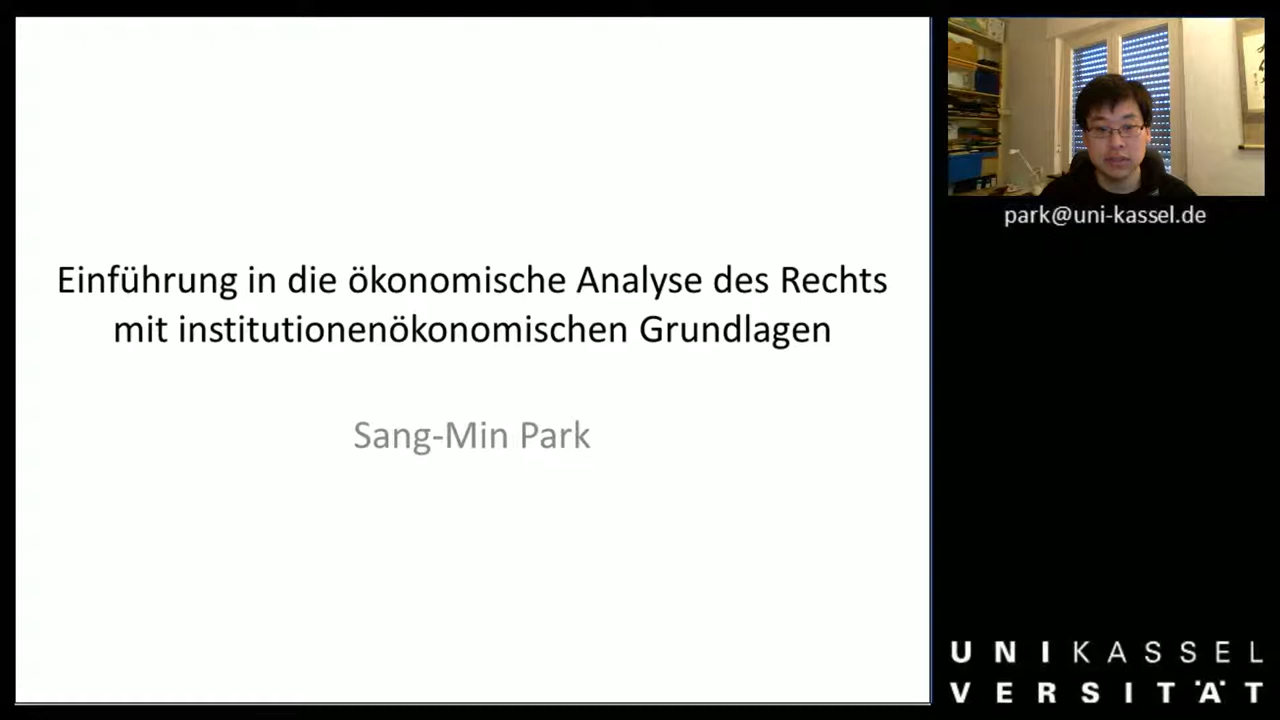 Einführung in die ökonomische Analyse des Rechts
mit institutionenökonomischen Grundlagen
Sang-Min Park
park@uni-kassel.de
UNIKASSEL
VERSITÄT